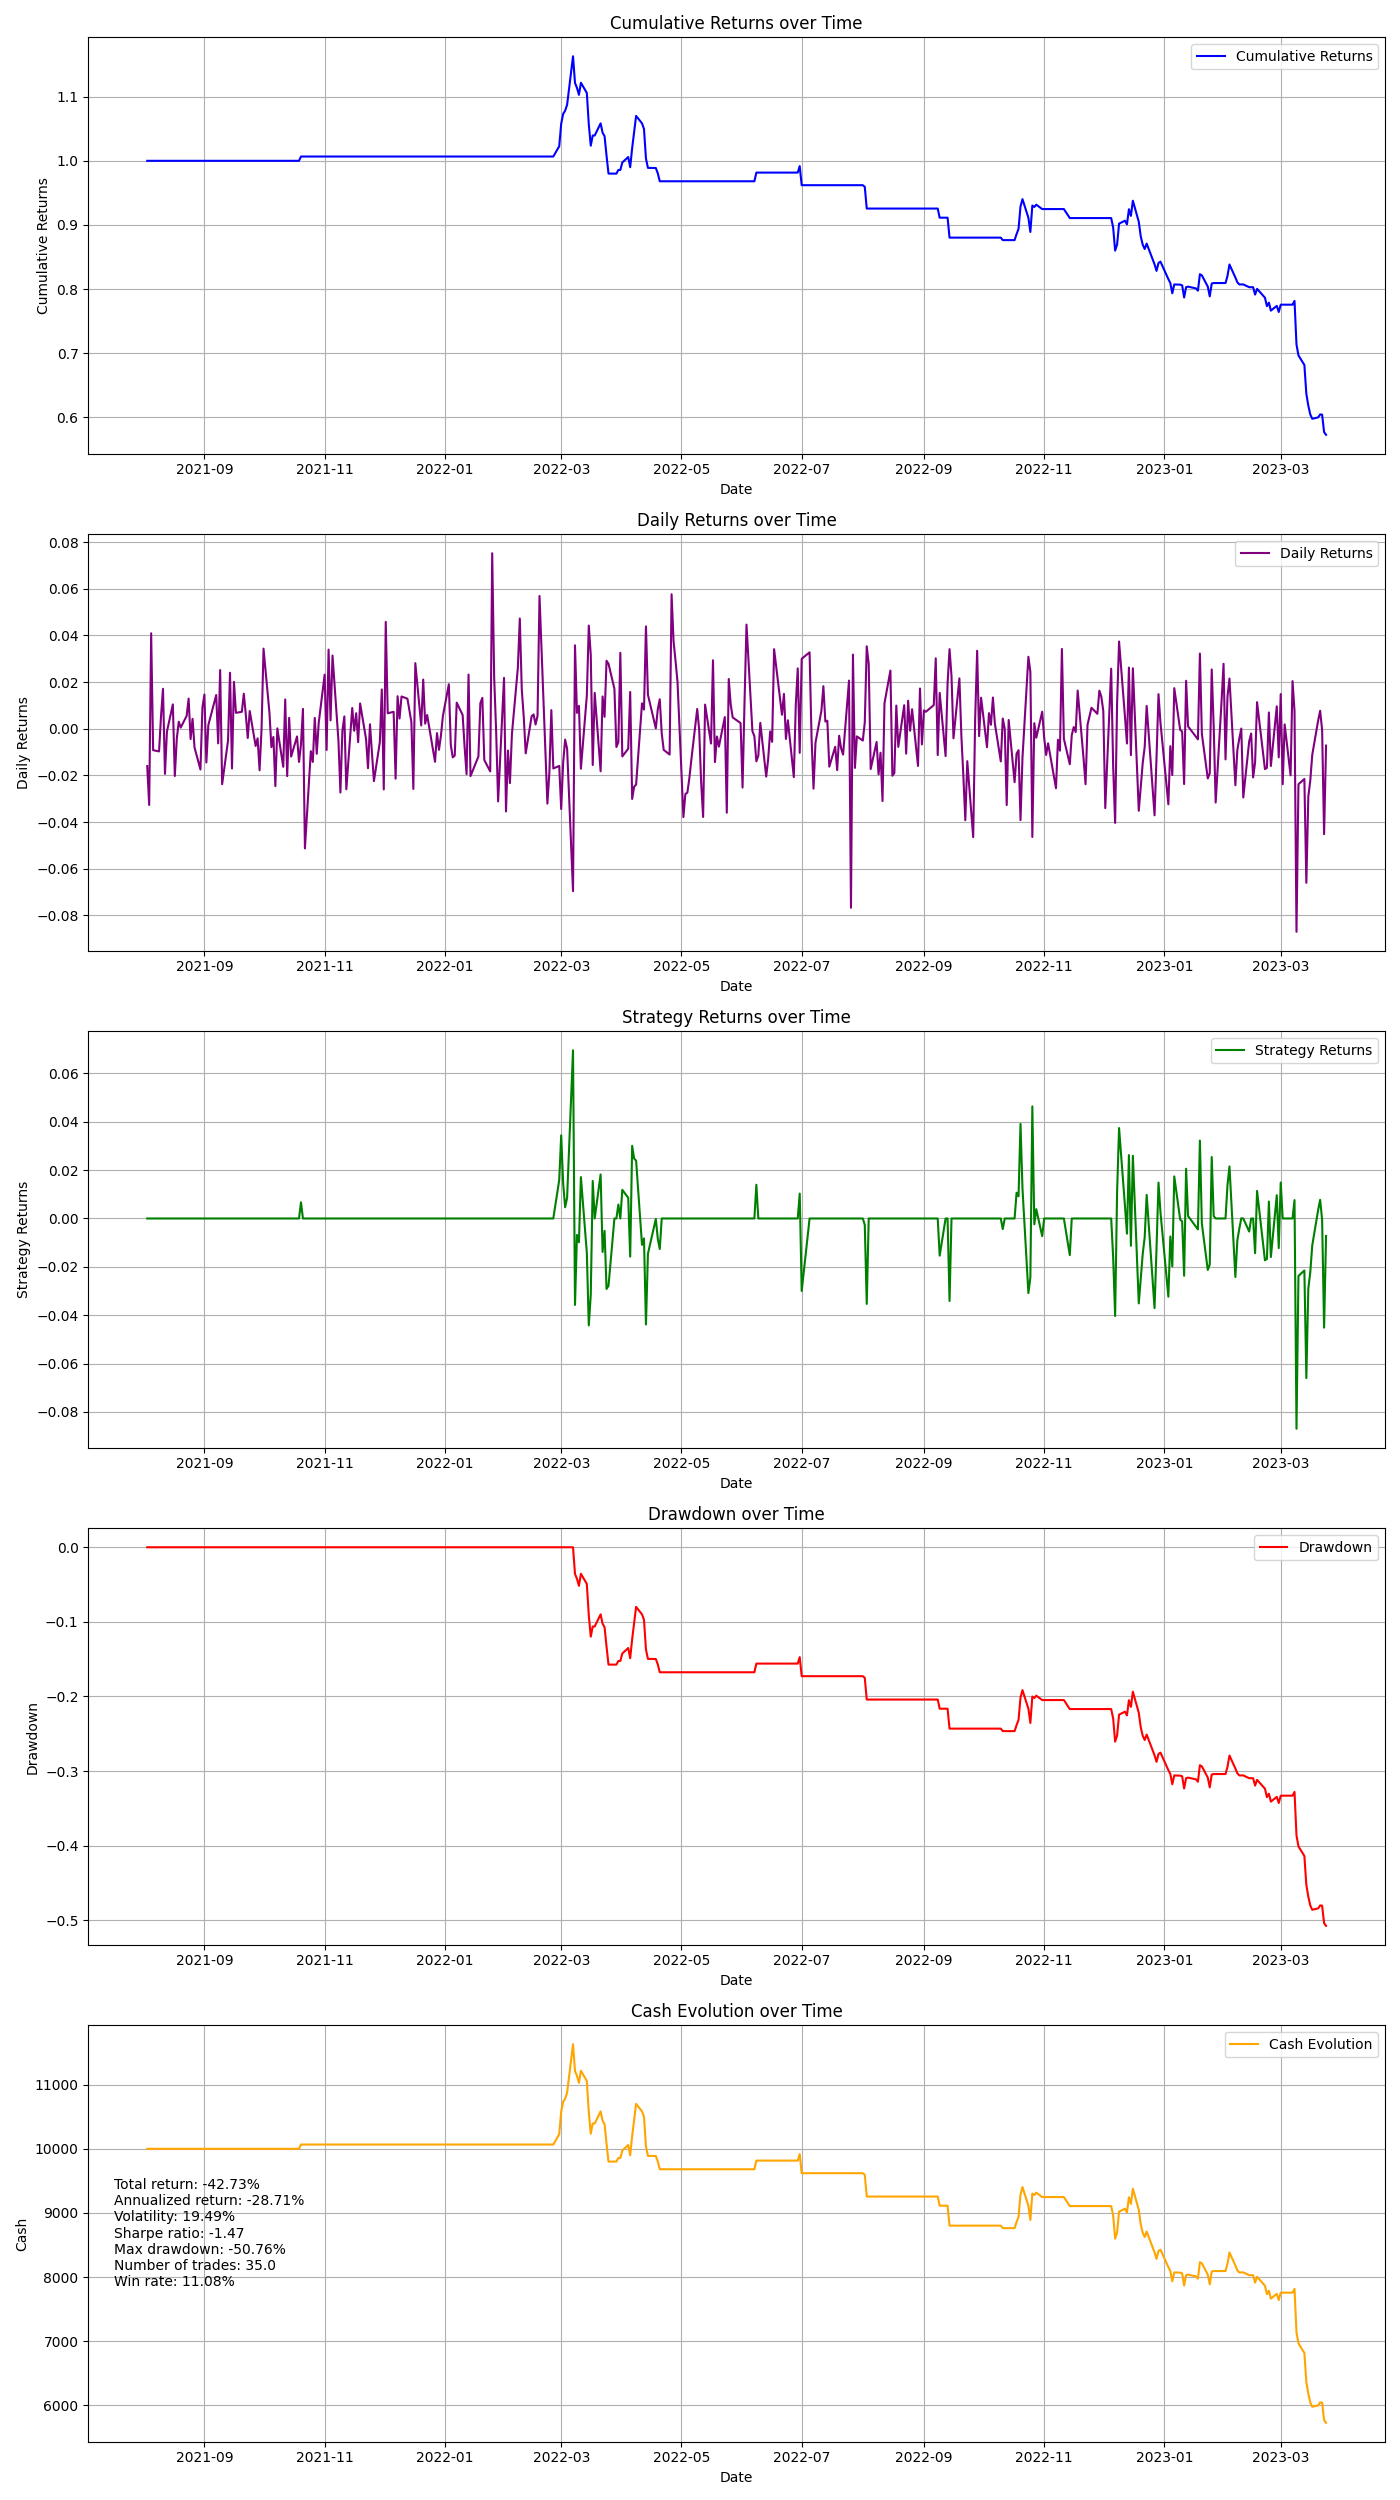 Cumulative Returns over Time
Cumulative Returns
Cumulative Returns
1.1
1.0
0.9
0.8
0.7
0.6
2021-09 2021-11 2022-01 2022-03 2022-05 2022-07 2022-09 2022-11 2023-01 2023-03
Date
Daily Returns over Time
Daily Returns
Daily Returns
0.08
0.06
0.04
0.02
0.00
−0.02
−0.04
−0.06
−0.08
2021-09 2021-11 2022-01 2022-03 2022-05 2022-07 2022-09 2022-11 2023-01 2023-03
Date
Strategy Returns over Time
Strategy Returns
Strategy Returns
0.06
0.04
0.02
0.00
−0.02
−0.04
−0.06
−0.08
2021-09 2021-11 2022-01 2022-03 2022-05 2022-07 2022-09 2022-11 2023-01 2023-03
Date
Drawdown over Time
Drawdown
Drawdown
0.0
−0.1
−0.2
−0.3
−0.4
−0.5
2021-09 2021-11 2022-01 2022-03 2022-05 2022-07 2022-09 2022-11 2023-01 2023-03
Date
Cash Evolution over Time
Cash Evolution
Cash
11000
10000
9000
8000
7000
6000
Total return: -42.73%
Annualized return: -28.71%
Volatility: 19.49%
Sharpe ratio: -1.47
Max drawdown: -50.76%
Number of trades: 35.0
Win rate: 11.08%
2021-09 2021-11 2022-01 2022-03 2022-05 2022-07 2022-09 2022-11 2023-01 2023-03
Date